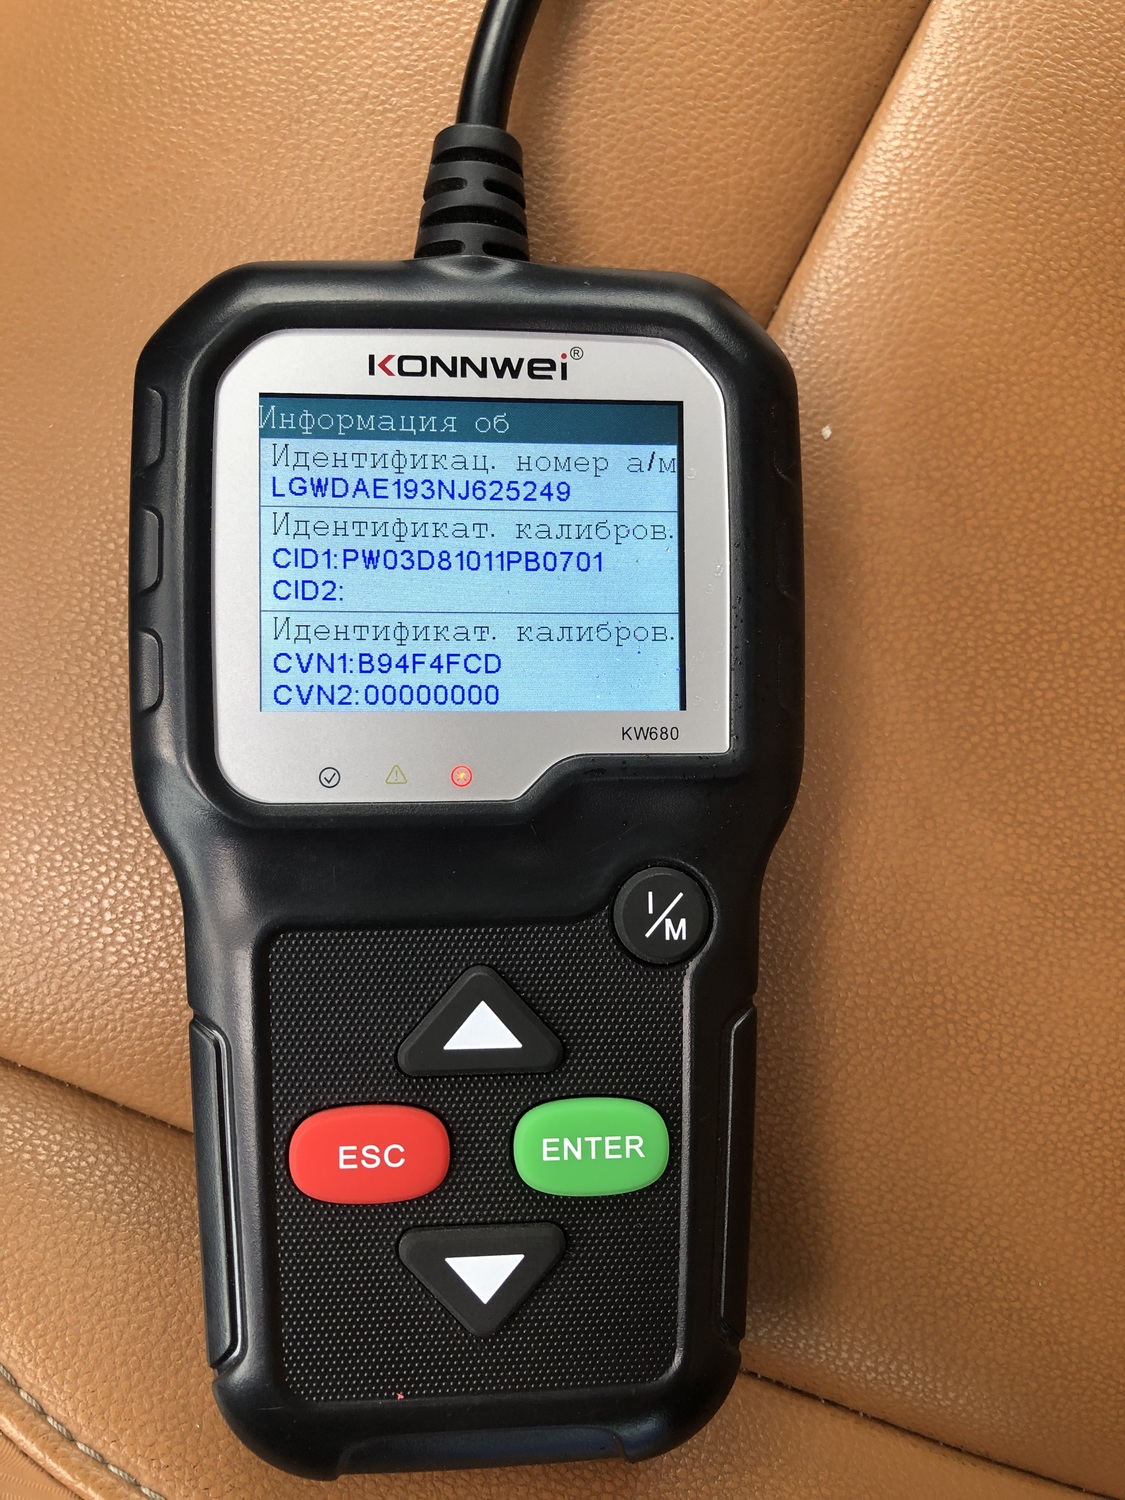 KONNWEI®
Информация об
Идентификац. номер а/м
LGWDAE193NJ625249
Идентификат. калибров.
CID1:PW03D81011PB0701
CID2:
Идентификат. калибров.
CVN1:B94F4FCD
CVN2:00000000
KW680
I/M
ESC
ENTER